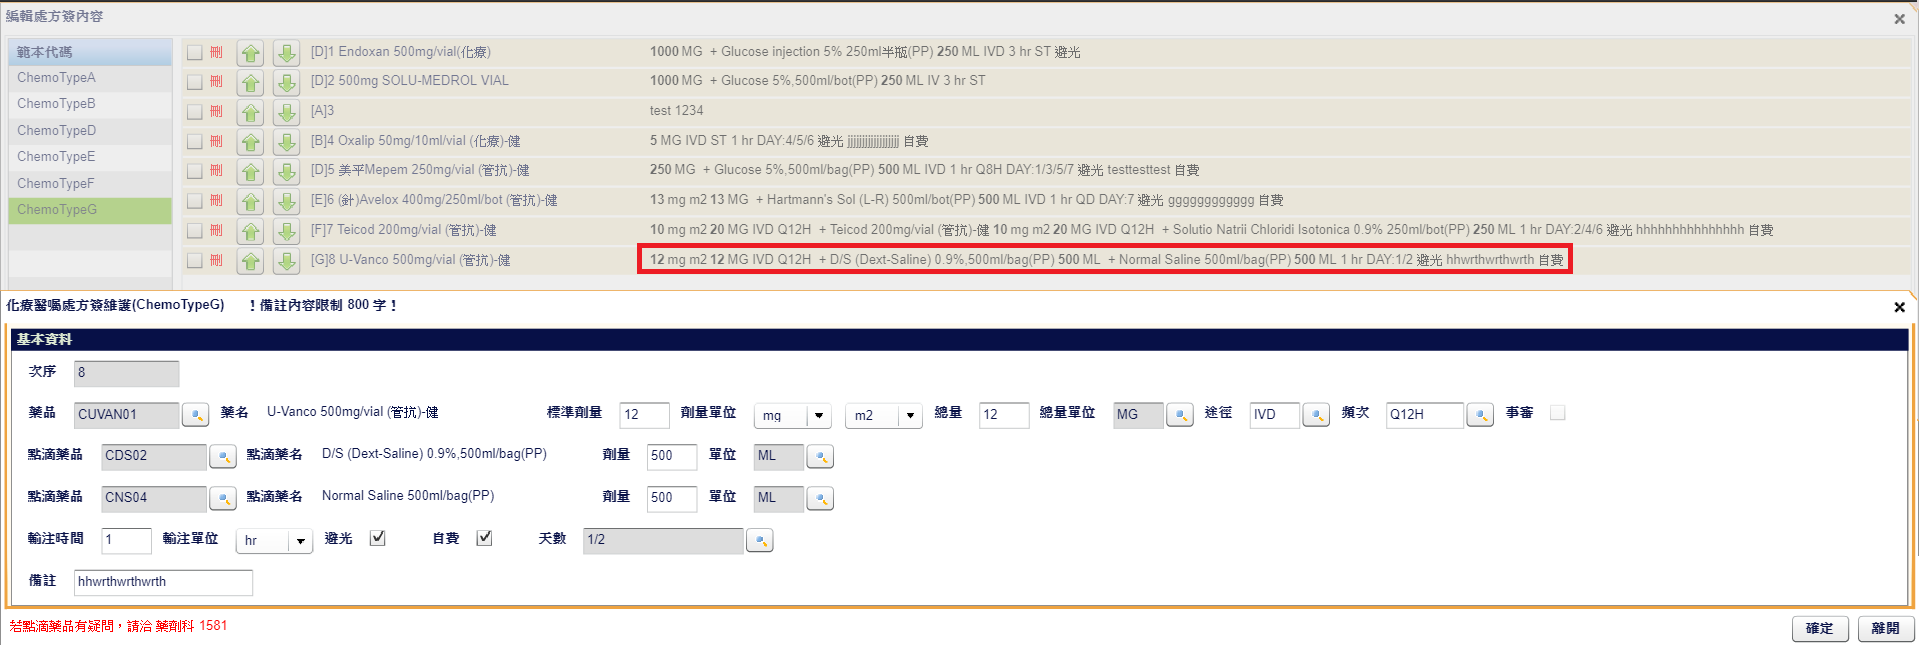 編輯處方簽內容
範本代碼
ChemoTypeA
ChemoTypeB
ChemoTypeD
ChemoTypeE
ChemoTypeF
ChemoTypeG
刪 [D]1 Endoxan 500mg/vial(化療) 1000 MG + Glucose injection 5% 250ml半瓶(PP) 250 ML IVD 3 hr ST 避光
刪 [D]2 500mg SOLU-MEDROL VIAL 1000 MG + Glucose 5%,500ml/bot(PP) 250 ML IV 3 hr ST
刪 [A]3 test 1234
刪 [B]4 Oxalip 50mg/10ml/vial (化療)-健 5 MG IVD ST 1 hr DAY:4/5/6 避光 jjjjjjjjjjjjjjjjjj 自費
刪 [D]5 美平Mepem 250mg/vial (管抗)-健 250 MG + Glucose 5%,500ml/bag(PP) 500 ML IVD 1 hr Q8H DAY:1/3/5/7 避光 testtesttest 自費
刪 [E]6 (針)Avelox 400mg/250ml/bot (管抗)-健 13 mg m2 13 MG + Hartmann's Sol (L-R) 500ml/bot(PP) 500 ML IVD 1 hr QD DAY:7 避光 gggggggggggg 自費
刪 [F]7 Teicod 200mg/vial (管抗)-健 10 mg m2 20 MG IVD Q12H + Teicod 200mg/vial (管抗)-健 10 mg m2 20 MG IVD Q12H + Solutio Natrii Chloridi Isotonica 0.9% 250ml/bot(PP) 250 ML 1 hr DAY:2/4/6 避光 hhhhhhhhhhhhhhh 自費
刪 [G]8 U-Vanco 500mg/vial (管抗)-健 12 mg m2 12 MG IVD Q12H + D/S (Dext-Saline) 0.9%,500ml/bag(PP) 500 ML + Normal Saline 500ml/bag(PP) 500 ML 1 hr DAY:1/2 避光 hhwrthwrthwrth 自費
化療醫囑處方簽維護(ChemoTypeG) ！備註內容限制 800 字！
基本資料
次序 8
藥品 CUVAN01 藥名 U-Vanco 500mg/vial (管抗)-健 標準劑量 12 劑量單位 mg m2 總量 12 總量單位 MG 途徑 IVD 頻次 Q12H 事審
點滴藥品 CDS02 點滴藥名 D/S (Dext-Saline) 0.9%,500ml/bag(PP) 劑量 500 單位 ML
點滴藥品 CNS04 點滴藥名 Normal Saline 500ml/bag(PP) 劑量 500 單位 ML
輸注時間 1 輸注單位 hr 避光 自費 天數 1/2
備註 hhwrthwrthwrth
若點滴藥品有疑問，請洽 藥劑科 1581
確定 離開